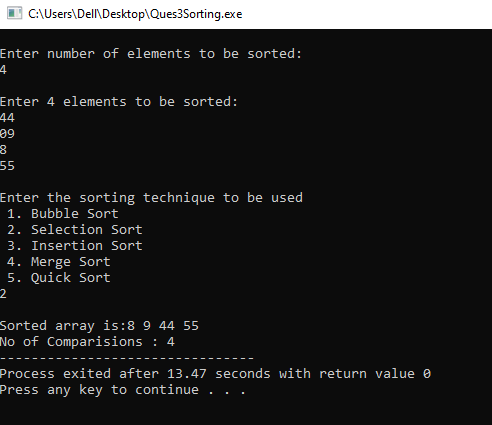 C:\Users\Dell\Desktop\Ques3Sorting.exe
Enter number of elements to be sorted:
4
Enter 4 elements to be sorted:
44
09
8
55
Enter the sorting technique to be used
1. Bubble Sort
2. Selection Sort
3. Insertion Sort
4. Merge Sort
5. Quick Sort
2
Sorted array is:8 9 44 55
No of Comparisions : 4
--------------------------------
Process exited after 13.47 seconds with return value 0
Press any key to continue . . .